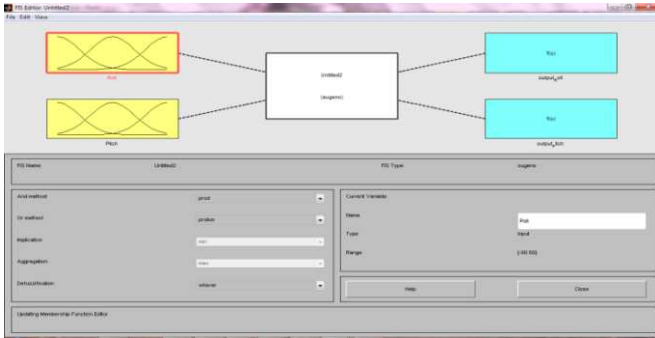 FIS Editor: Untitled2
File Edit View
Roll
Untitled2
(sugeno)
f(u)
Pitch
f(u)
FIS Name: Untitled2 FIS Type: sugeno
And method prod
Or method probor
Implication min
Aggregation max
Defuzzification wtaver
Current Variable
Name Roll
Type input
Range
Help Close
Updating Membership Function Editor